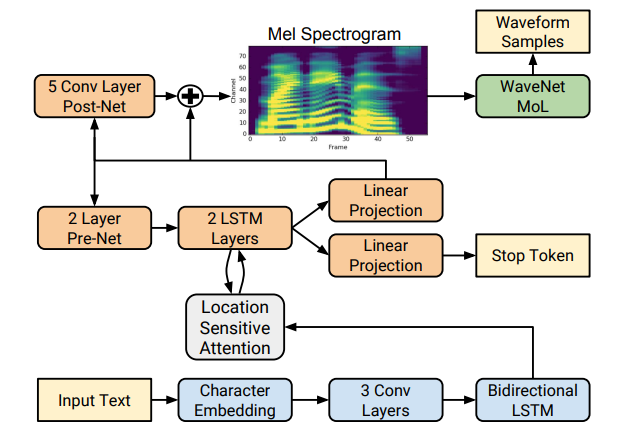 Waveform
Samples
Mel Spectrogram
5 Conv Layer
Post-Net
WaveNet
MoL
Channel
70
60
50
40
30
20
10
0
0 10 20 30 40 50
Frame
2 Layer
Pre-Net
2 LSTM
Layers
Linear
Projection
Linear
Projection
Stop Token
Location
Sensitive
Attention
Input Text
Character
Embedding
3 Conv
Layers
Bidirectional
LSTM